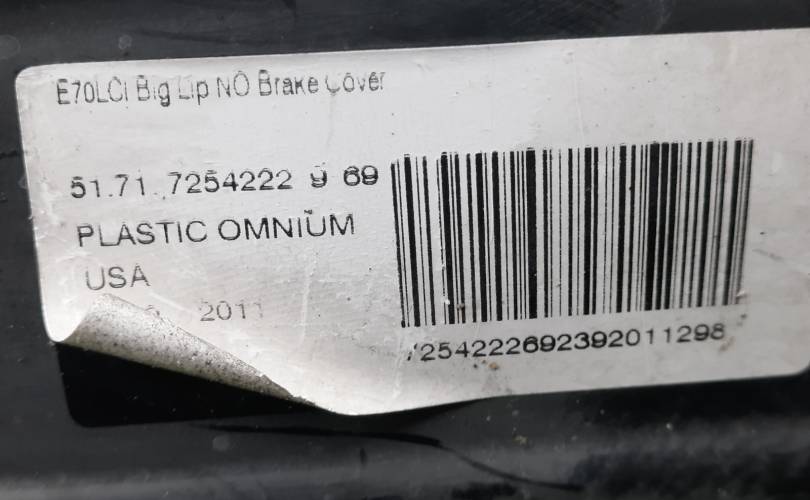 E70LCI Big Lip NO Brake Cover
51.71.7254222 9 69
PLASTIC OMNIUM
USA
2011
7254222692392011298